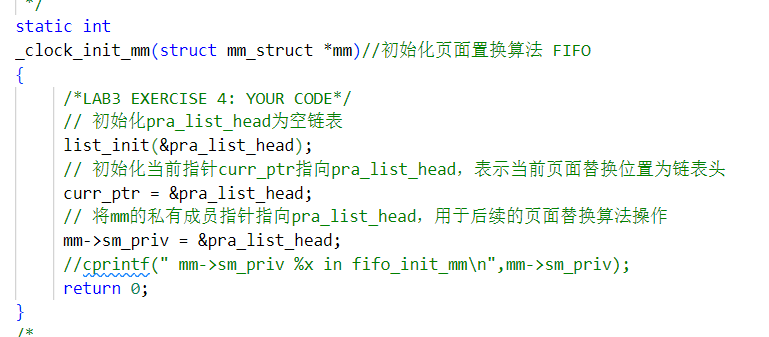 */
static int
_clock_init_mm(struct mm_struct *mm)//初始化页面置换算法 FIFO
{
/*LAB3 EXERCISE 4: YOUR CODE*/
// 初始化pra_list_head为空链表
list_init(&pra_list_head);
// 初始化当前指针curr_ptr指向pra_list_head，表示当前页面替换位置为链表头
curr_ptr = &pra_list_head;
// 将mm的私有成员指针指向pra_list_head，用于后续的页面替换算法操作
mm->sm_priv = &pra_list_head;
//cprintf(" mm->sm_priv %x in fifo_init_mm\n",mm->sm_priv);
return 0;
}
/*